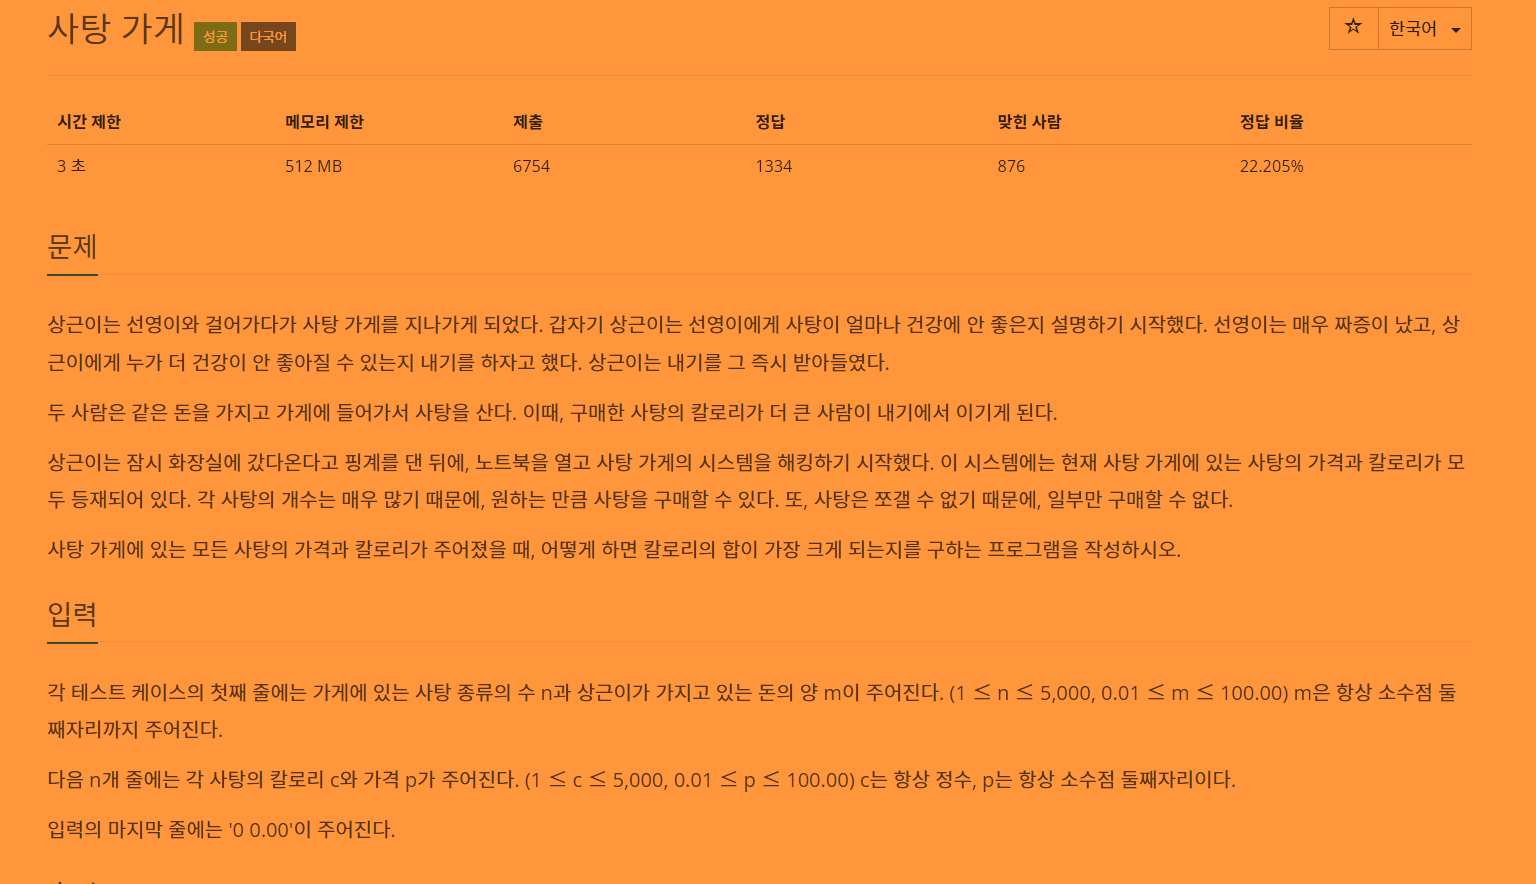 사탕 가게 성공 다국어 ☆ 한국어
시간 제한 메모리 제한 제출 정답 맞힌 사람 정답 비율
3 초 512 MB 6754 1334 876 22.205%
문제
상근이는 선영이와 걸어가다가 사탕 가게를 지나가게 되었다. 갑자기 상근이는 선영이에게 사탕이 얼마나 건강에 안 좋은지 설명하기 시작했다. 선영이는 매우 짜증이 났고, 상
근이에게 누가 더 건강이 안 좋아질 수 있는지 내기를 하자고 했다. 상근이는 내기를 그 즉시 받아들였다.
두 사람은 같은 돈을 가지고 가게에 들어가서 사탕을 산다. 이때, 구매한 사탕의 칼로리가 더 큰 사람이 내기에서 이기게 된다.
상근이는 잠시 화장실에 갔다온다고 핑계를 댄 뒤에, 노트북을 열고 사탕 가게의 시스템을 해킹하기 시작했다. 이 시스템에는 현재 사탕 가게에 있는 사탕의 가격과 칼로리가 모
두 등재되어 있다. 각 사탕의 개수는 매우 많기 때문에, 원하는 만큼 사탕을 구매할 수 있다. 또, 사탕은 쪼갤 수 없기 때문에, 일부만 구매할 수 없다.
사탕 가게에 있는 모든 사탕의 가격과 칼로리가 주어졌을 때, 어떻게 하면 칼로리의 합이 가장 크게 되는지를 구하는 프로그램을 작성하시오.
입력
각 테스트 케이스의 첫째 줄에는 가게에 있는 사탕 종류의 수 n과 상근이가 가지고 있는 돈의 양 m이 주어진다. (1 ≤ n ≤ 5,000, 0.01 ≤ m ≤ 100.00) m은 항상 소수점 둘
째자리까지 주어진다.
다음 n개 줄에는 각 사탕의 칼로리 c와 가격 p가 주어진다. (1 ≤ c ≤ 5,000, 0.01 ≤ p ≤ 100.00) c는 항상 정수, p는 항상 소수점 둘째자리이다.
입력의 마지막 줄에는 '0 0.00'이 주어진다.